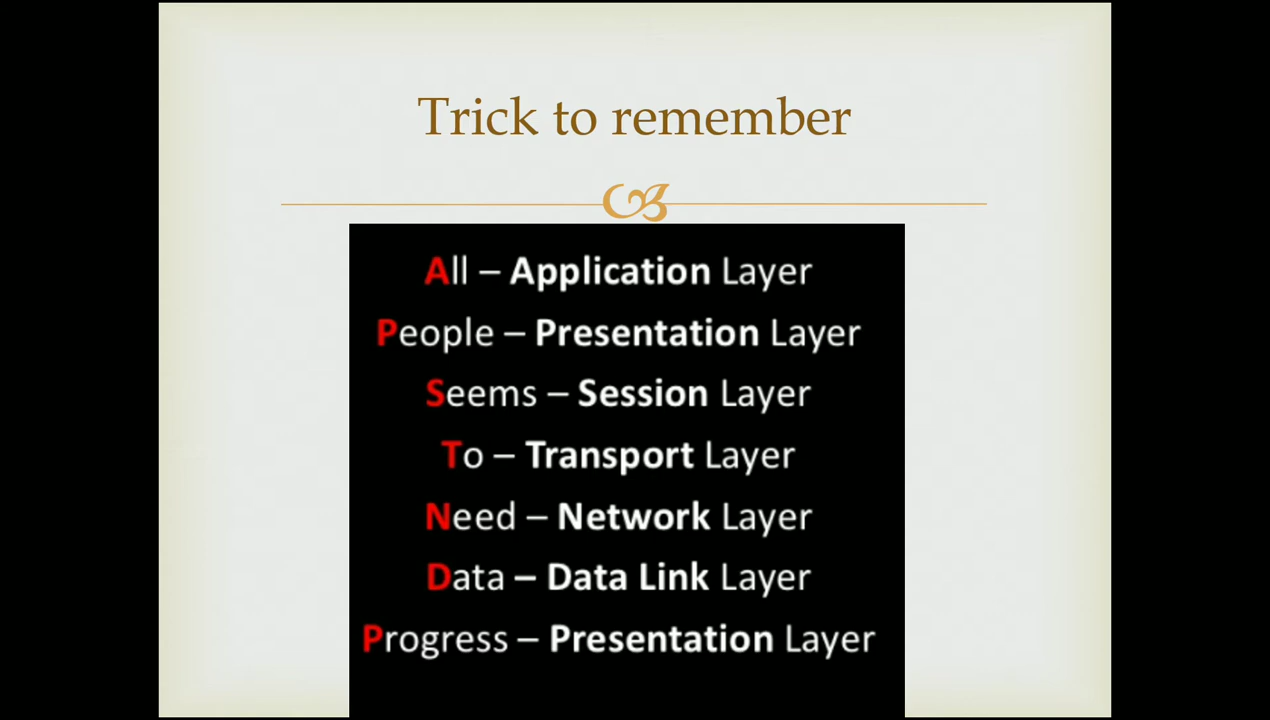 Trick to remember
All – Application Layer
People – Presentation Layer
Seems – Session Layer
To – Transport Layer
Need – Network Layer
Data – Data Link Layer
Progress – Presentation Layer